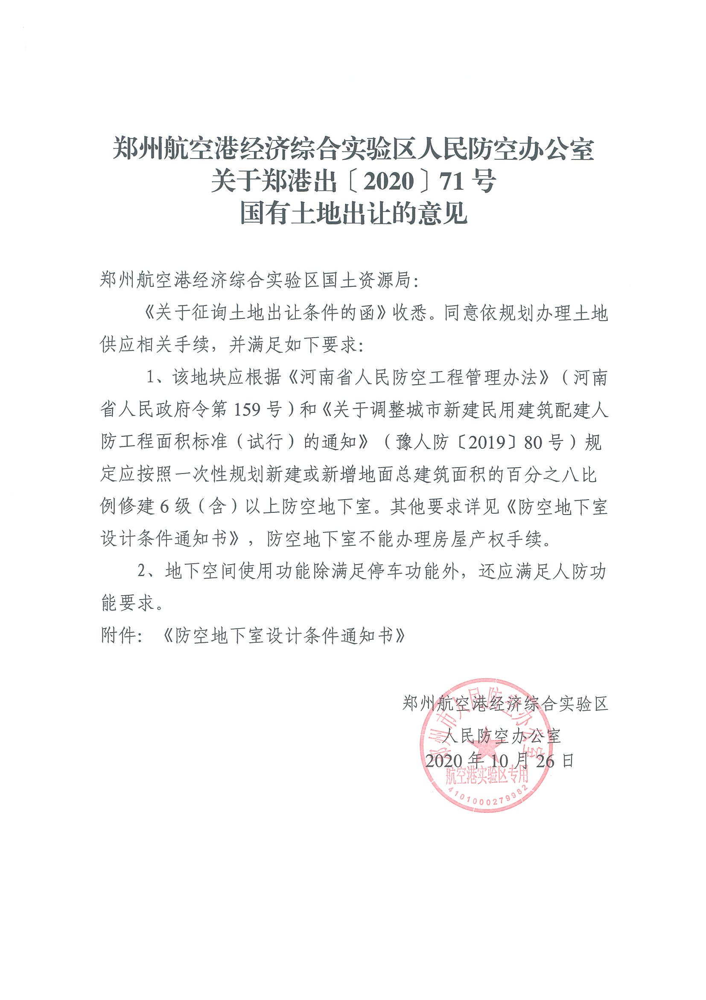 郑州航空港经济综合实验区人民防空办公室
关于郑港出〔2020〕71号
国有土地出让的意见
郑州航空港经济综合实验区国土资源局：
《关于征询土地出让条件的函》收悉。同意依规划办理土地
供应相关手续，并满足如下要求：
1、该地块应根据《河南省人民防空工程管理办法》（河南
省人民政府令第159号）和《关于调整城市新建民用建筑配建人
防工程面积标准（试行）的通知》（豫人防〔2019〕80号）规
定应按照一次性规划新建或新增地面总建筑面积的百分之八比
例修建6级（含）以上防空地下室。其他要求详见《防空地下室
设计条件通知书》，防空地下室不能办理房屋产权手续。
2、地下空间使用功能除满足停车功能外，还应满足人防功
能要求。
附件：《防空地下室设计条件通知书》
郑州航空港经济综合实验区
人民防空办公室
2020年10月26日
郑州市人民防空办公室
航空港实验区专用
4101000279982